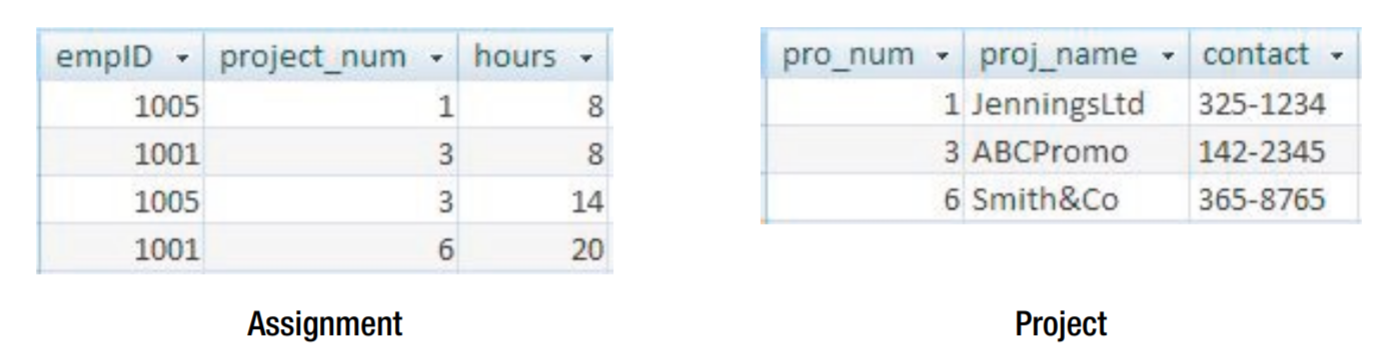 empID project_num hours
1005 1 8
1001 3 8
1005 3 14
1001 6 20
Assignment
pro_num proj_name contact
1 JenningsLtd 325-1234
3 ABCPromo 142-2345
6 Smith&Co 365-8765
Project